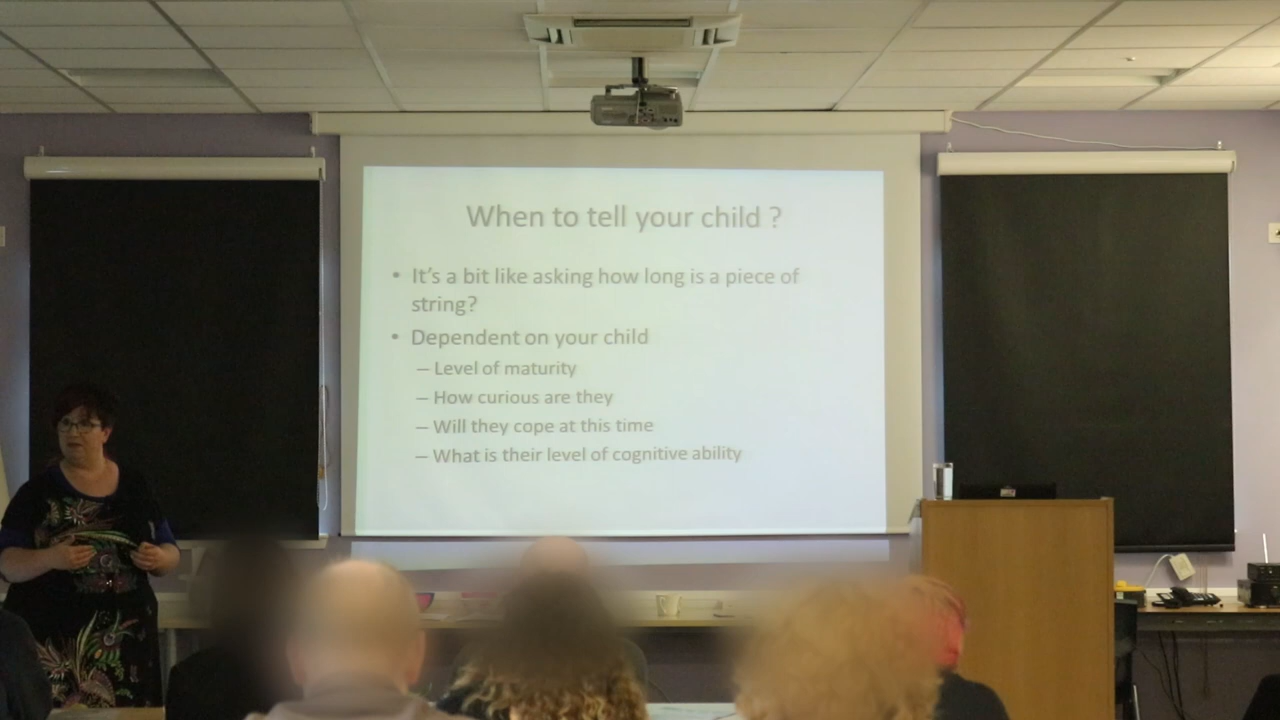 When to tell your child ?
• It's a bit like asking how long is a piece of
string?
• Dependent on your child
– Level of maturity
– How curious are they
– Will they cope at this time
– What is their level of cognitive ability